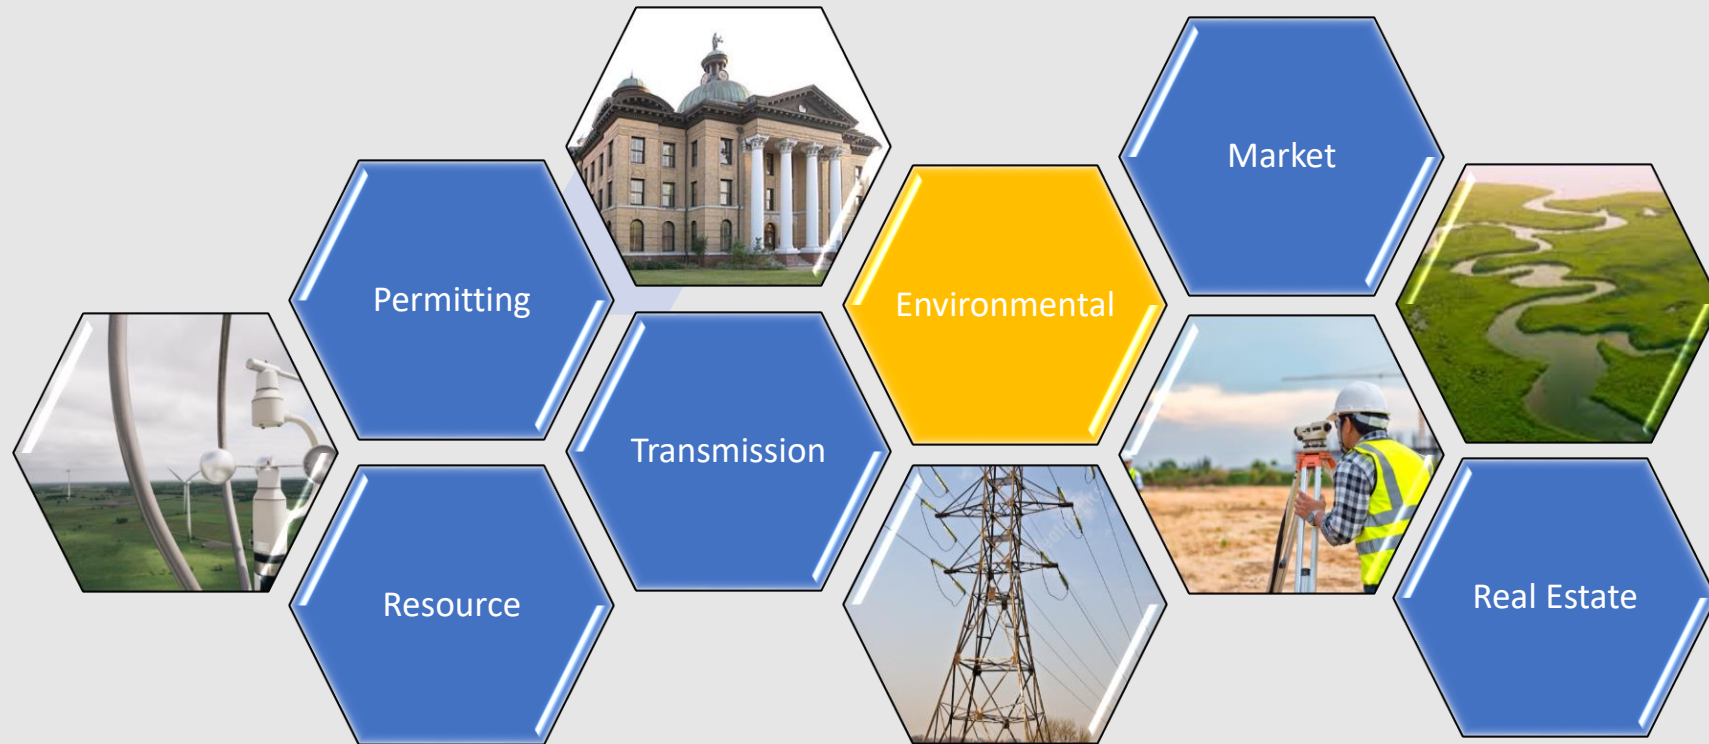 Market
Permitting
Environmental
Transmission
Resource
Real Estate